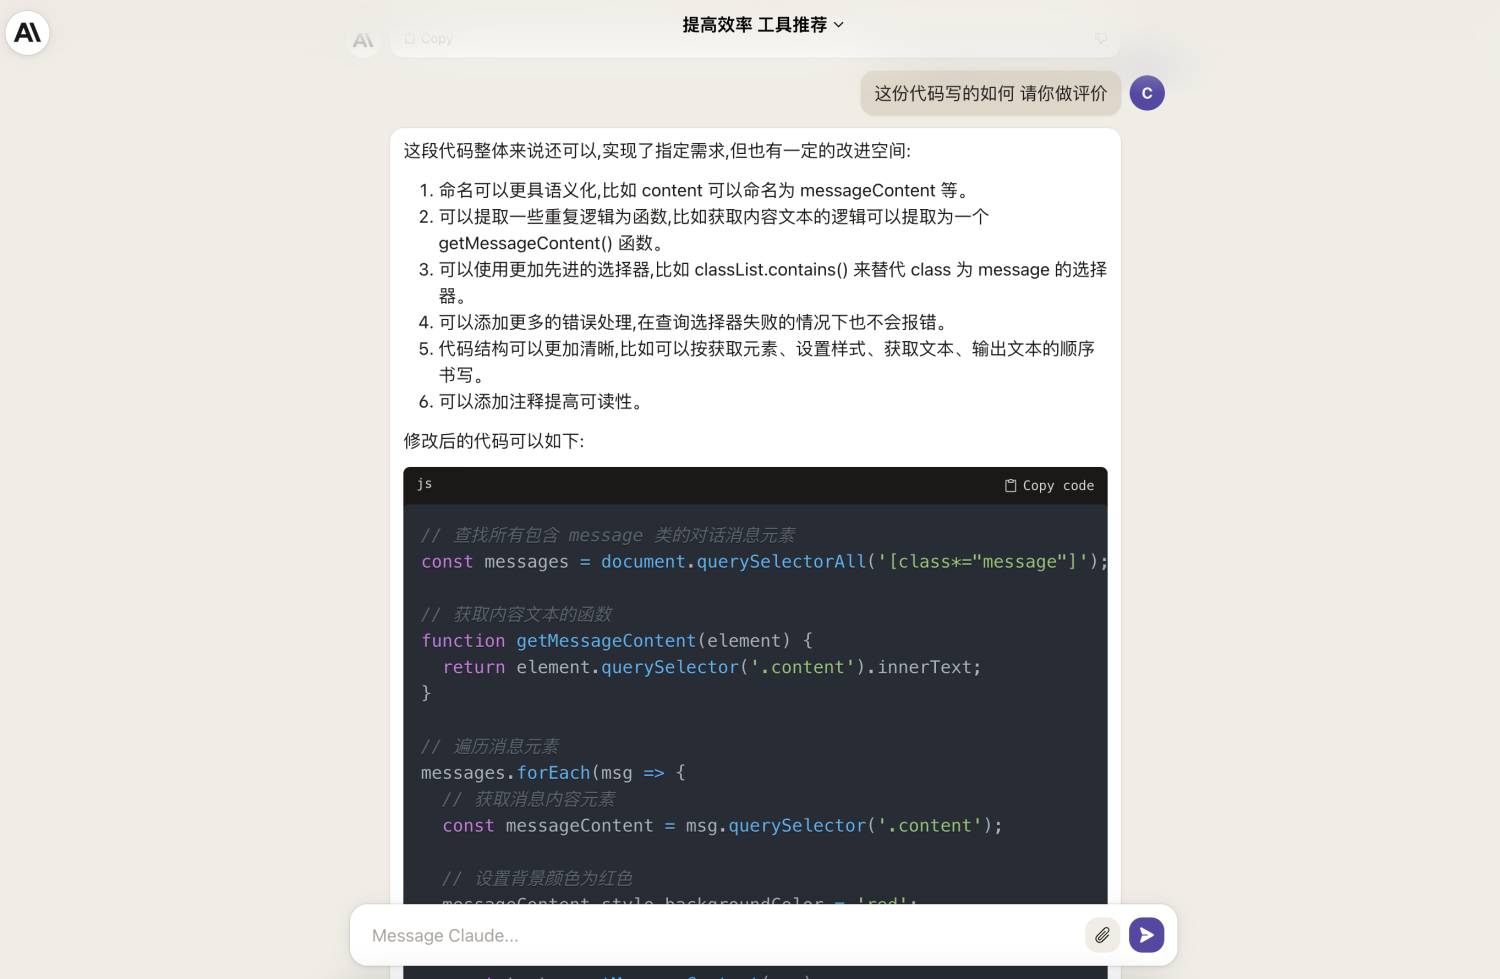 提高效率 工具推荐
Copy
这份代码写的如何 请你做评价
C
这段代码整体来说还可以,实现了指定需求,但也有一定的改进空间:
1. 命名可以更具语义化,比如 content 可以命名为 messageContent 等。
2. 可以提取一些重复逻辑为函数,比如获取内容文本的逻辑可以提取为一个
getMessageContent() 函数。
3. 可以使用更加先进的选择器,比如 classList.contains() 来替代 class 为 message 的选择
器。
4. 可以添加更多的错误处理,在查询选择器失败的情况下也不会报错。
5. 代码结构可以更加清晰,比如可以按获取元素、设置样式、获取文本、输出文本的顺序
书写。
6. 可以添加注释提高可读性。
修改后的代码可以如下:
js
Copy code
// 查找所有包含 message 类的对话消息元素
const messages = document.querySelectorAll('[class*="message"]');
// 获取内容文本的函数
function getMessageContent(element) {
return element.querySelector('.content').innerText;
}
// 遍历消息元素
messages.forEach(msg => {
// 获取消息内容元素
const messageContent = msg.querySelector('.content');
// 设置背景颜色为红色
messageContent.style.backgroundColor = 'red';
Message Claude...